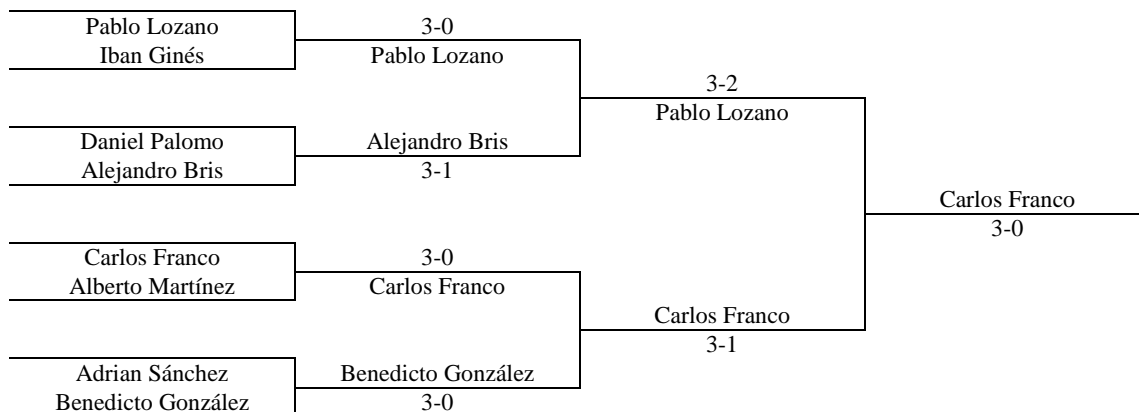 Pablo Lozano
Iban Ginés
3-0
Pablo Lozano
3-2
Pablo Lozano
Daniel Palomo
Alejandro Bris
Alejandro Bris
3-1
Carlos Franco
3-0
Carlos Franco
Alberto Martínez
3-0
Carlos Franco
Carlos Franco
3-1
Adrian Sánchez
Benedicto González
Benedicto González
3-0